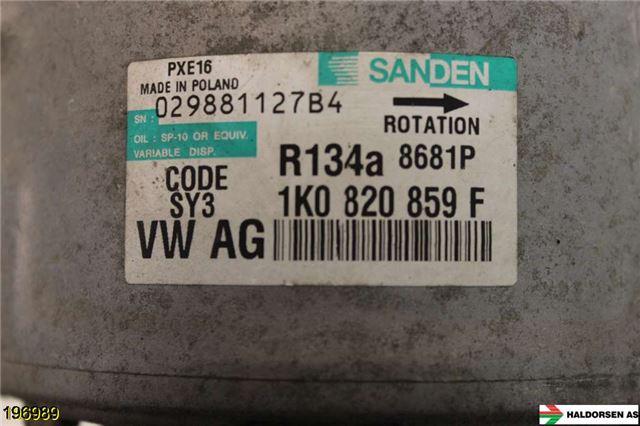 PXE16
MADE IN POLAND
SANDEN
SN : 029881127B4
ROTATION
OIL : SP-10 OR EQUIV.
VARIABLE DISP.
R134a 8681P
CODE
SY3
1K0 820 859 F
VW AG
196989
HALDORSEN AS